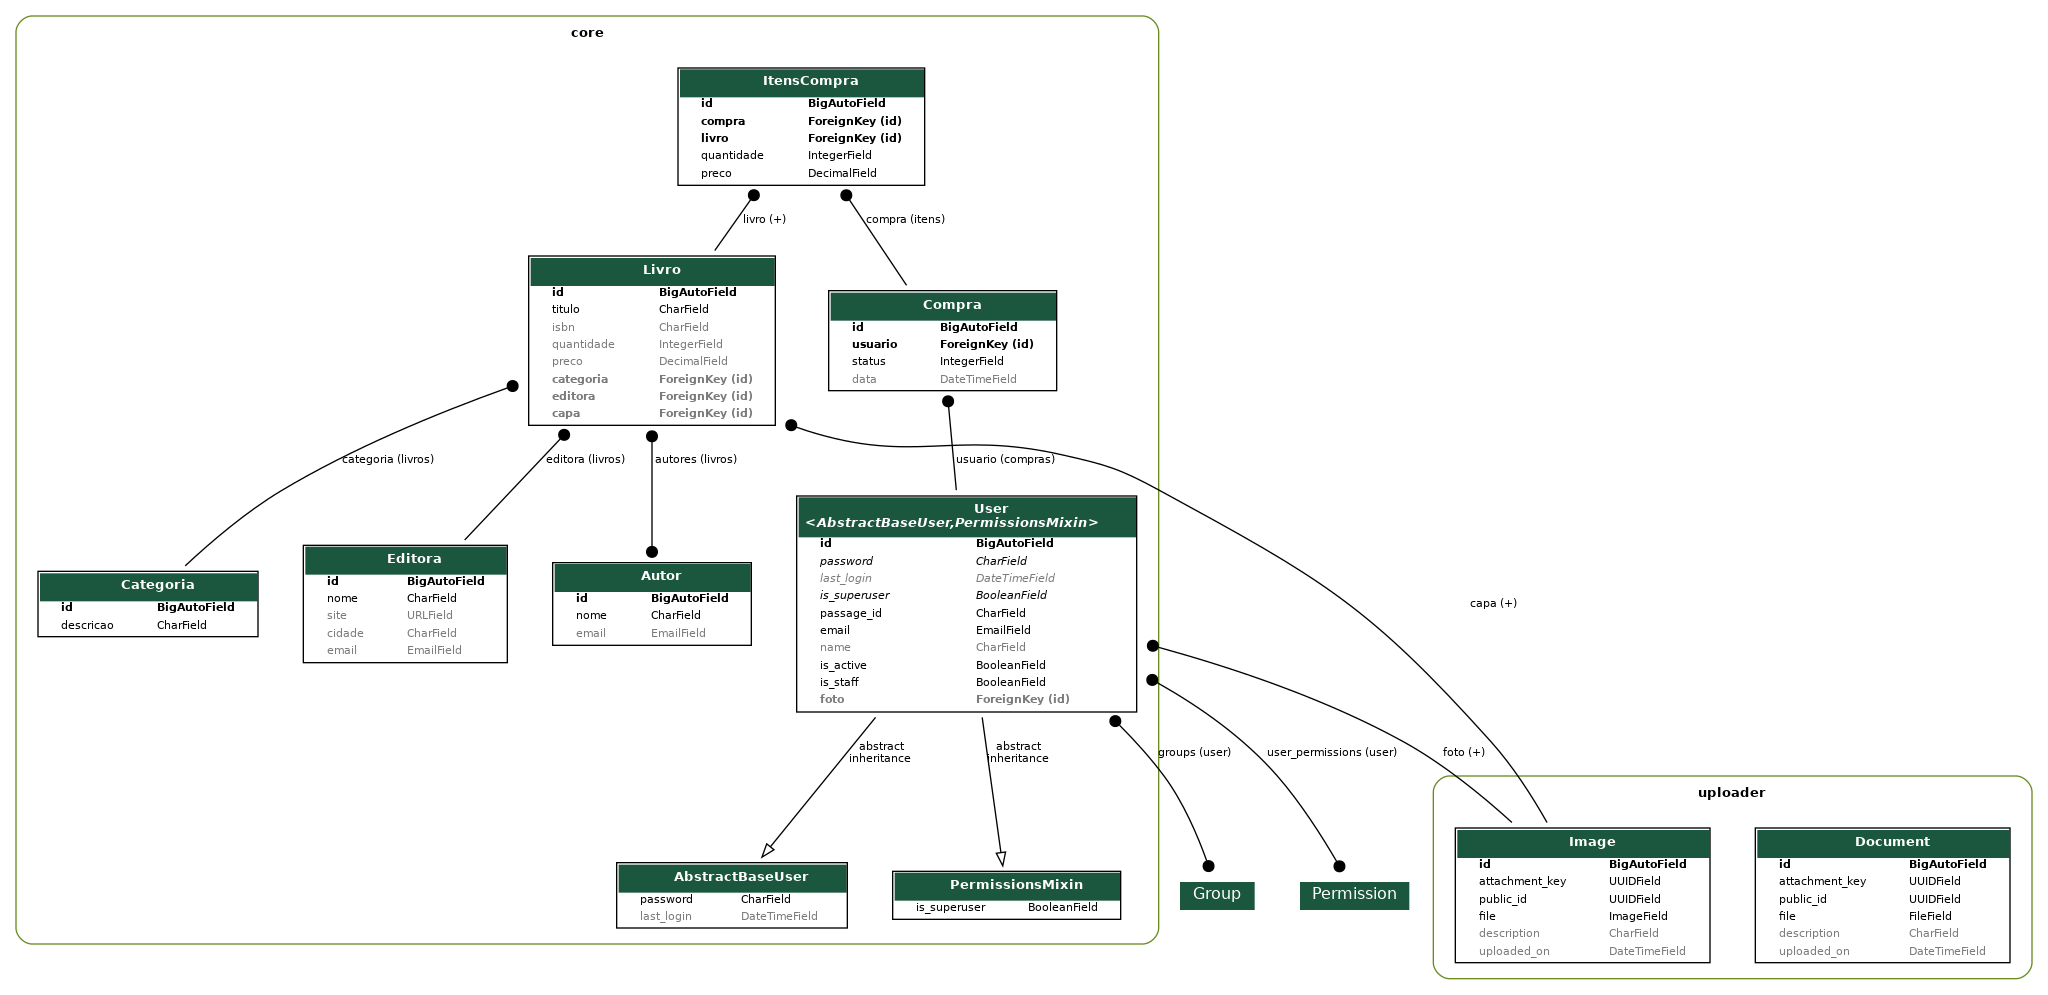 core
ItensCompra
id BigAutoField
compra ForeignKey (id)
livro ForeignKey (id)
quantidade IntegerField
preco DecimalField
livro (+)
compra (itens)
Livro
id BigAutoField
titulo CharField
isbn CharField
quantidade IntegerField
preco DecimalField
categoria ForeignKey (id)
editora ForeignKey (id)
capa ForeignKey (id)
Compra
id BigAutoField
usuario ForeignKey (id)
status IntegerField
data DateTimeField
categoria (livros)
editora (livros)
autores (livros)
usuario (compras)
capa (+)
Categoria
id BigAutoField
descricao CharField
Editora
id BigAutoField
nome CharField
site URLField
cidade CharField
email EmailField
Autor
id BigAutoField
nome CharField
email EmailField
User
<AbstractBaseUser,PermissionsMixin>
id BigAutoField
password CharField
last_login DateTimeField
is_superuser BooleanField
passage_id CharField
email EmailField
name CharField
is_active BooleanField
is_staff BooleanField
foto ForeignKey (id)
abstract
inheritance
abstract
inheritance
groups (user)
user_permissions (user)
foto (+)
AbstractBaseUser
password CharField
last_login DateTimeField
PermissionsMixin
is_superuser BooleanField
Group
Permission
uploader
Image
id BigAutoField
attachment_key UUIDField
public_id UUIDField
file ImageField
description CharField
uploaded_on DateTimeField
Document
id BigAutoField
attachment_key UUIDField
public_id UUIDField
file FileField
description CharField
uploaded_on DateTimeField